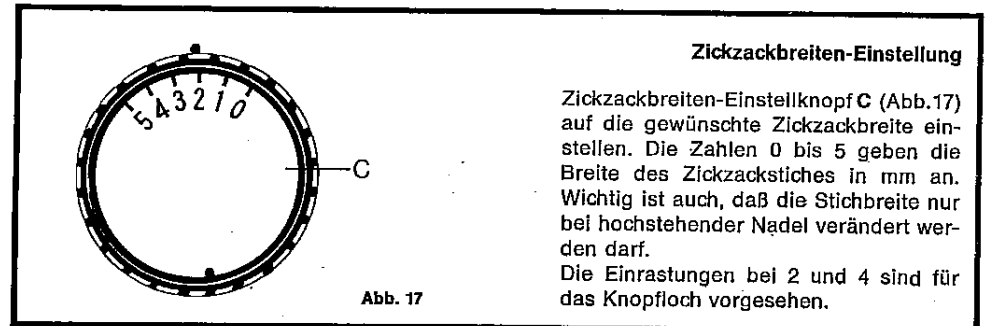 Zickzackbreiten-Einstellung
5 4 3 2 1 0
C
Abb. 17
Zickzackbreiten-Einstellknopf C (Abb.17)
auf die gewünschte Zickzackbreite ein-
stellen. Die Zahlen 0 bis 5 geben die
Breite des Zickzackstiches in mm an.
Wichtig ist auch, daß die Stichbreite nur
bei hochstehender Nadel verändert wer-
den darf.
Die Einrastungen bei 2 und 4 sind für
das Knopfloch vorgesehen.